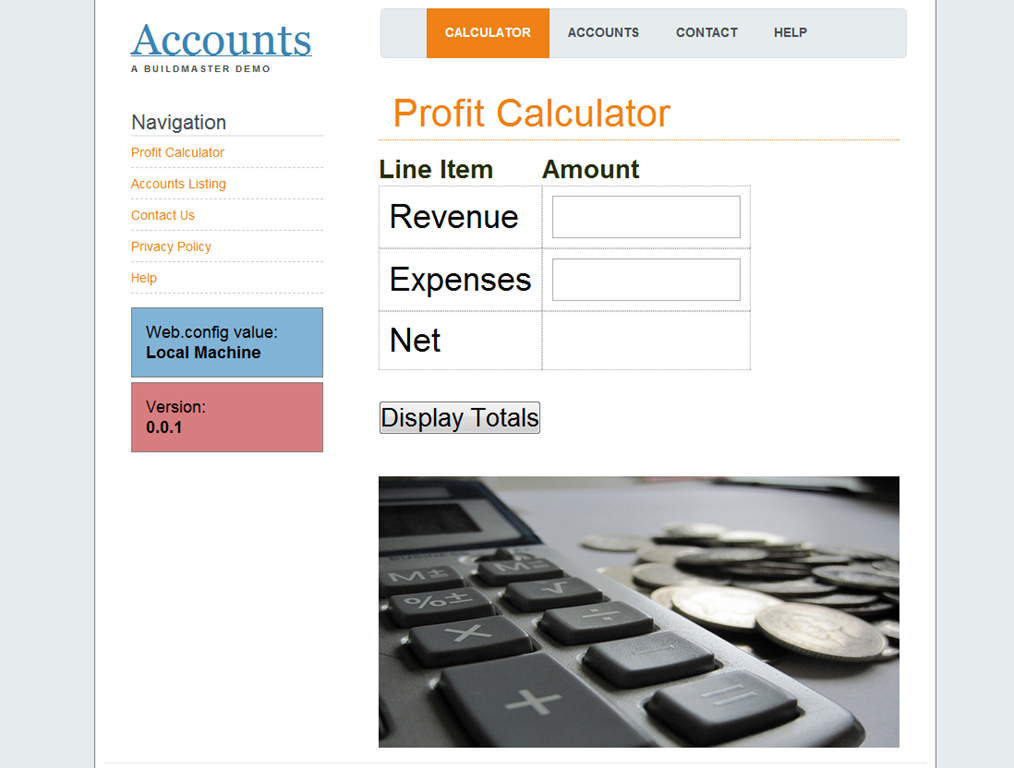 Accounts
A BUILDMASTER DEMO
CALCULATOR ACCOUNTS CONTACT HELP
Navigation
Profit Calculator
Accounts Listing
Contact Us
Privacy Policy
Help
Web.config value:
Local Machine
Version:
0.0.1
Profit Calculator
Line Item Amount
Revenue
Expenses
Net
Display Totals
M± M=
%± √
× ÷
-
+ =